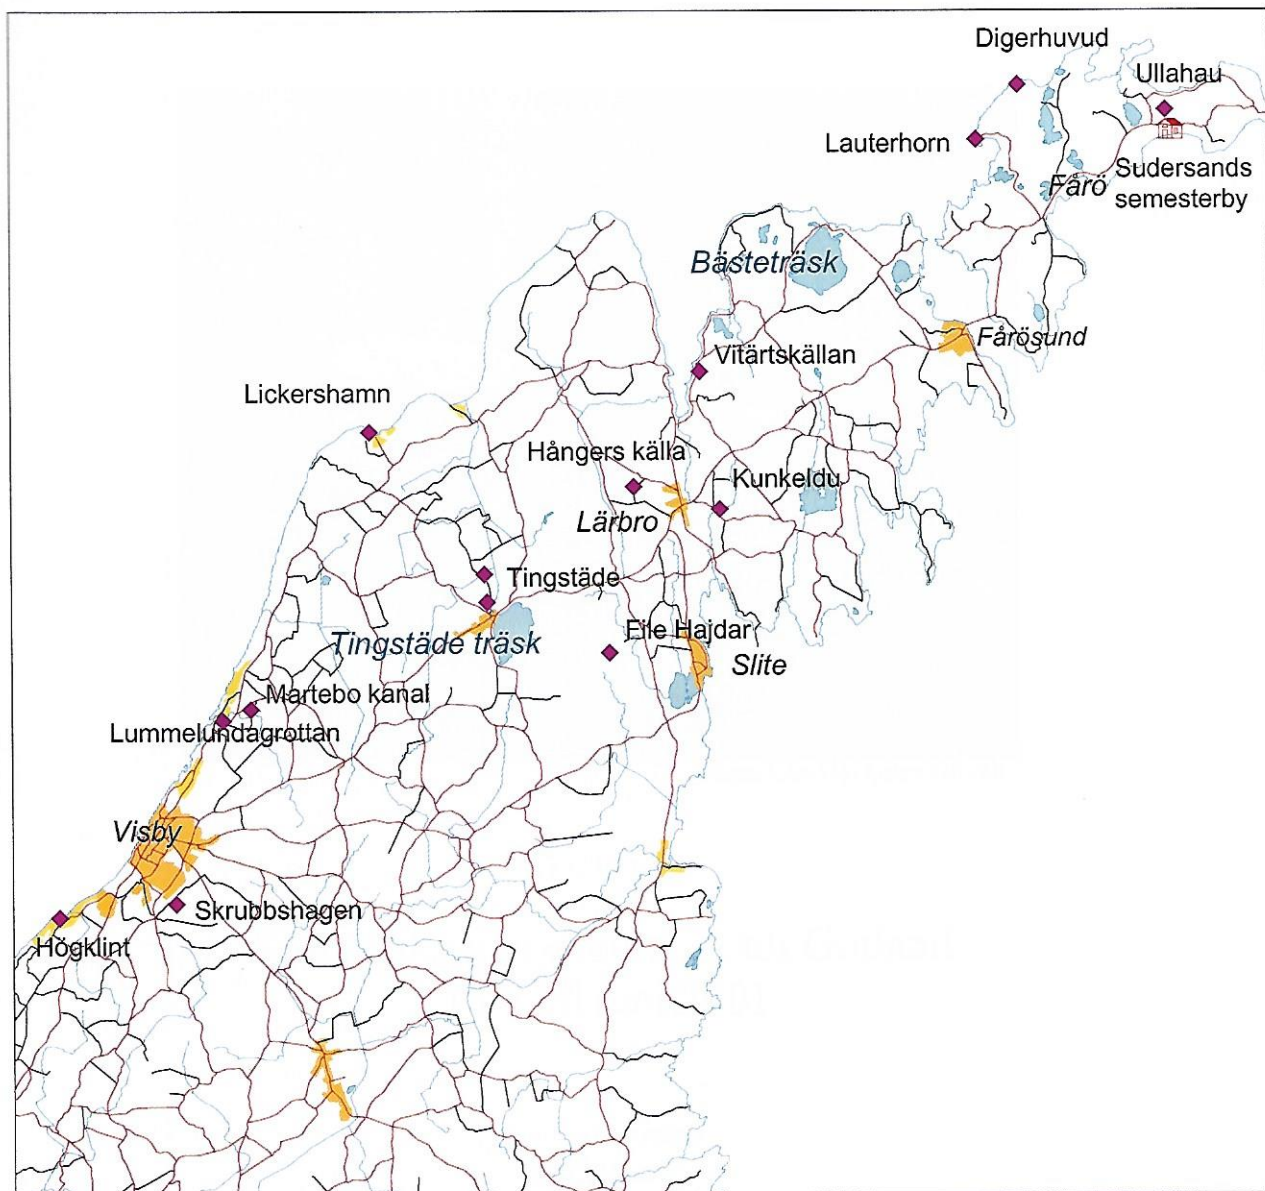 Digerhuvud
Ullahau
Lauterhorn
Fårö
Sudersands
semesterby
Bästeträsk
Fårösund
Vitärtskällan
Lickershamn
Hångers källa
Kunkeldu
Lärbro
Tingstäde
Tingstäde träsk
File Hajdar
Slite
Martebo kanal
Lummelundagrottan
Visby
Skrubbshagen
Högklint